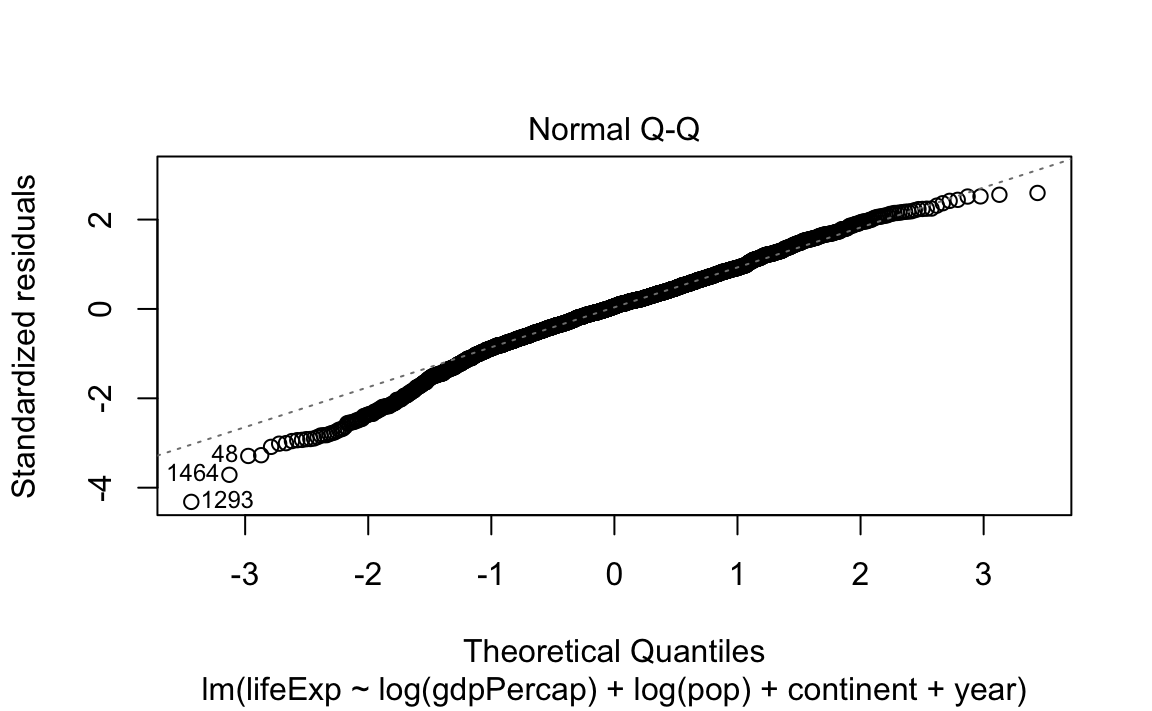 Normal Q-Q
Standardized residuals
2
0
-2
-4
48
1464
1293
-3 -2 -1 0 1 2 3
Theoretical Quantiles
lm(lifeExp ~ log(gdpPercap) + log(pop) + continent + year)